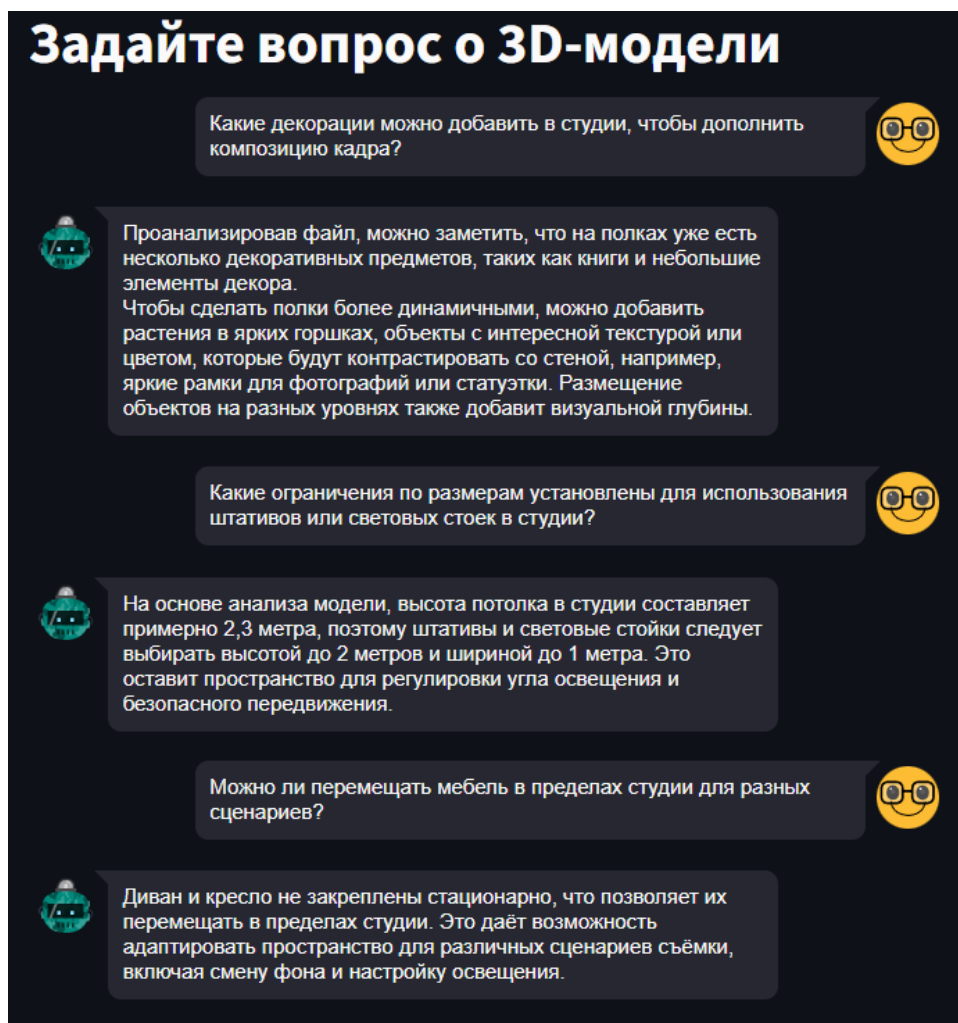 Задайте вопрос о 3D-модели
Какие декорации можно добавить в студии, чтобы дополнить
композицию кадра?
Проанализировав файл, можно заметить, что на полках уже есть
несколько декоративных предметов, таких как книги и небольшие
элементы декора.
Чтобы сделать полки более динамичными, можно добавить
растения в ярких горшках, объекты с интересной текстурой или
цветом, которые будут контрастировать со стеной, например,
яркие рамки для фотографий или статуэтки. Размещение
объектов на разных уровнях также добавит визуальной глубины.
Какие ограничения по размерам установлены для использования
штативов или световых стоек в студии?
На основе анализа модели, высота потолка в студии составляет
примерно 2,3 метра, поэтому штативы и световые стойки следует
выбирать высотой до 2 метров и шириной до 1 метра. Это
оставит пространство для регулировки угла освещения и
безопасного передвижения.
Можно ли перемещать мебель в пределах студии для разных
сценариев?
Диван и кресло не закреплены стационарно, что позволяет их
перемещать в пределах студии. Это даёт возможность
адаптировать пространство для различных сценариев съёмки,
включая смену фона и настройку освещения.